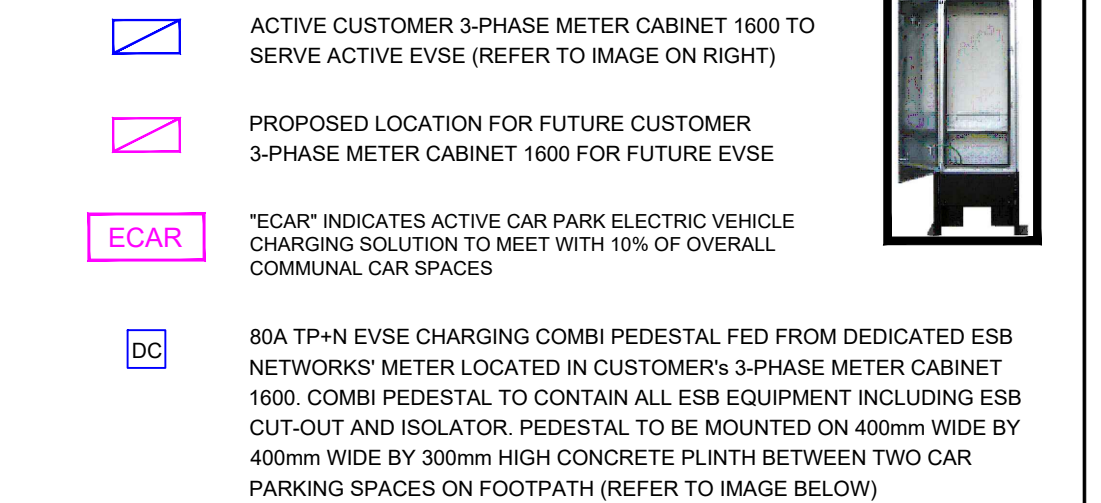 ACTIVE CUSTOMER 3-PHASE METER CABINET 1600 TO
SERVE ACTIVE EVSE (REFER TO IMAGE ON RIGHT)
PROPOSED LOCATION FOR FUTURE CUSTOMER
3-PHASE METER CABINET 1600 FOR FUTURE EVSE
ECAR
"ECAR" INDICATES ACTIVE CAR PARK ELECTRIC VEHICLE
CHARGING SOLUTION TO MEET WITH 10% OF OVERALL
COMMUNAL CAR SPACES
DC
80A TP+N EVSE CHARGING COMBI PEDESTAL FED FROM DEDICATED ESB
NETWORKS' METER LOCATED IN CUSTOMER's 3-PHASE METER CABINET
1600. COMBI PEDESTAL TO CONTAIN ALL ESB EQUIPMENT INCLUDING ESB
CUT-OUT AND ISOLATOR. PEDESTAL TO BE MOUNTED ON 400mm WIDE BY
400mm WIDE BY 300mm HIGH CONCRETE PLINTH BETWEEN TWO CAR
PARKING SPACES ON FOOTPATH (REFER TO IMAGE BELOW)